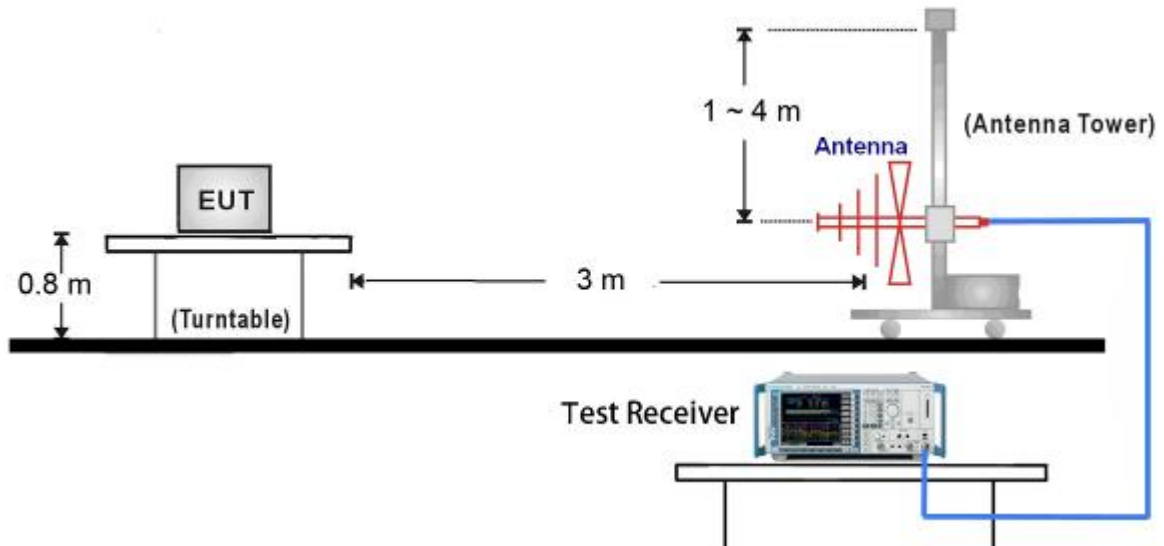 1 ~ 4 m
(Antenna Tower)
Antenna
EUT
0.8 m
3 m
(Turntable)
Test Receiver